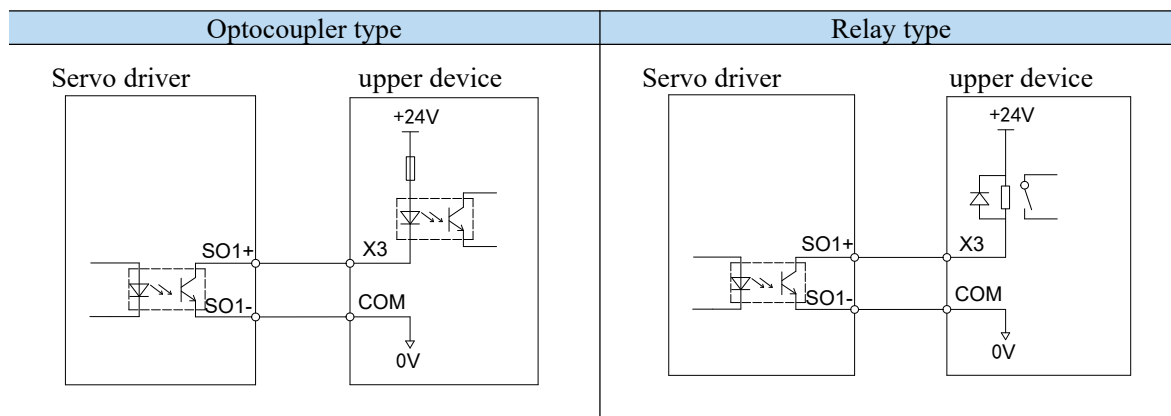 Optocoupler type
Relay type
Servo driver
upper device
+24V
SO1+
X3
SO1-
COM
0V
Servo driver
upper device
+24V
SO1+
X3
SO1-
COM
0V